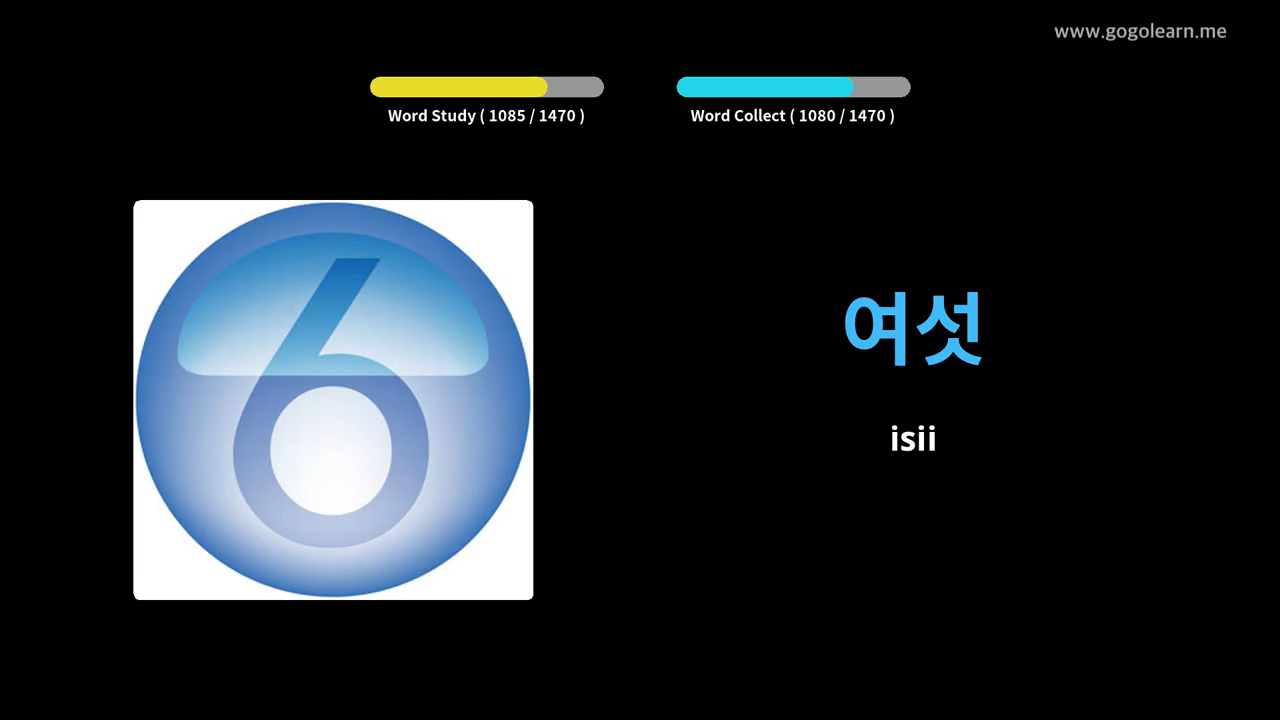 www.gogolearn.me
Word Study ( 1085 / 1470 )
Word Collect ( 1080 / 1470 )
6
여섯
isii